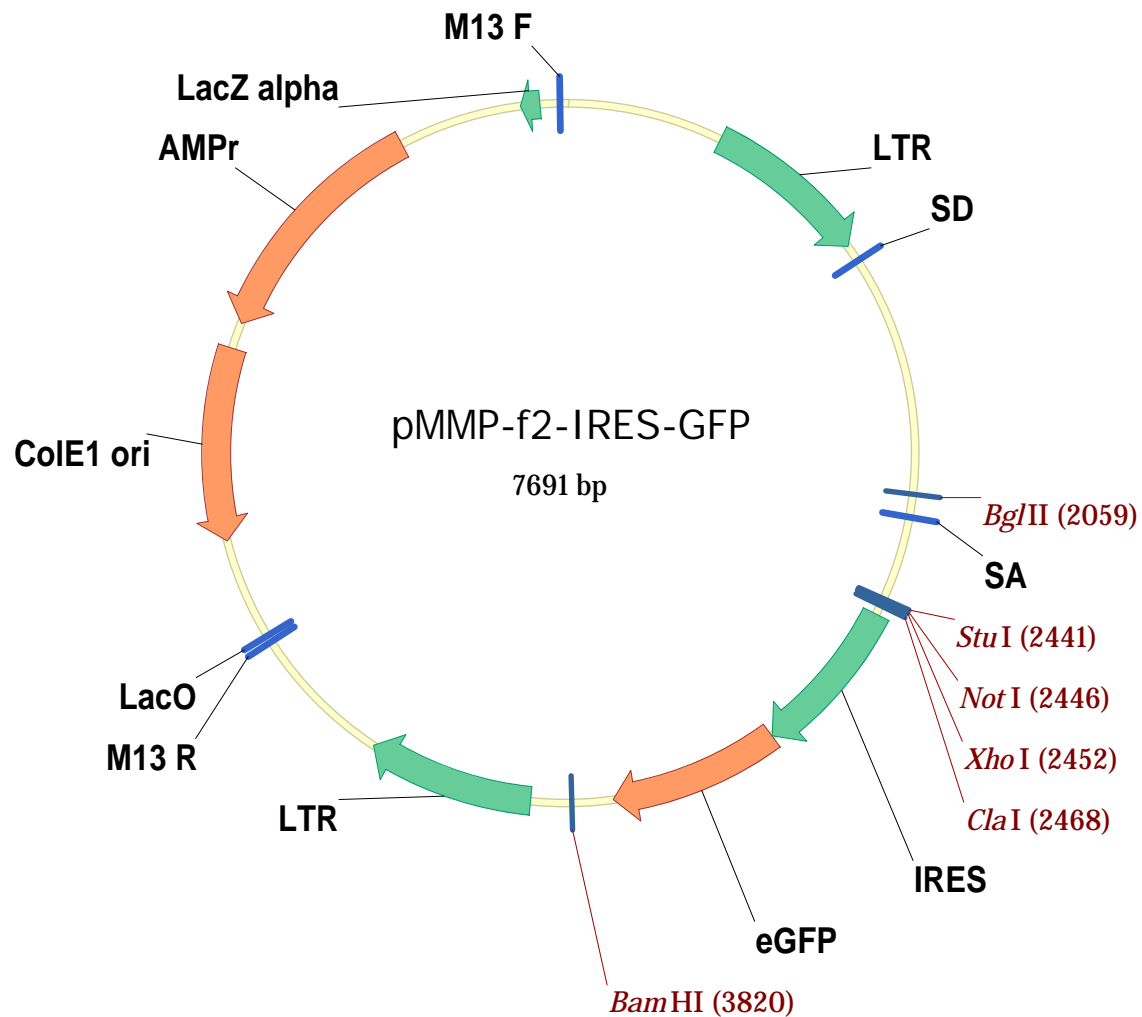 M13 F
LacZ alpha
AMPr
LTR
SD
pMMP-f2-IRES-GFP
7691 bp
ColE1 ori
BglII (2059)
SA
StuI (2441)
NotI (2446)
XhoI (2452)
ClaI (2468)
LacO
M13 R
LTR
IRES
eGFP
BamHI (3820)